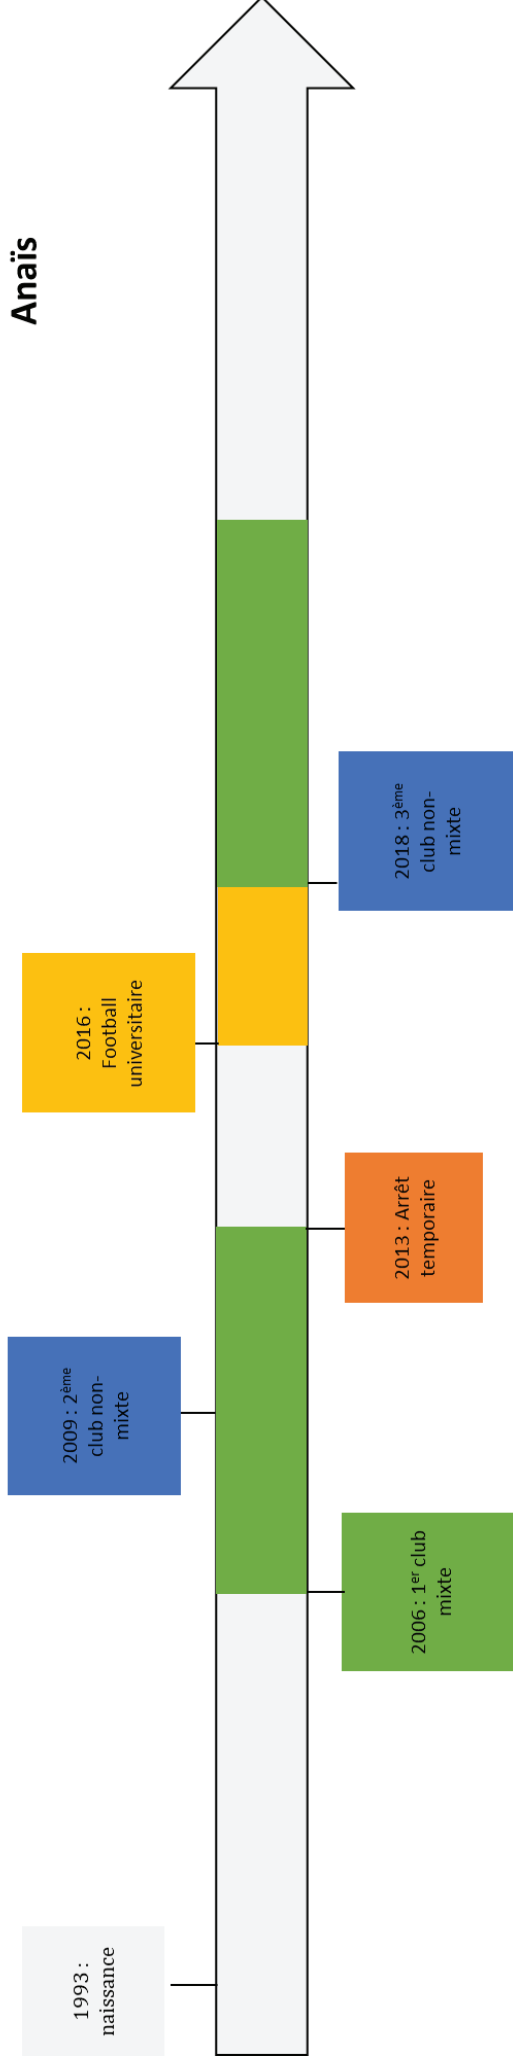 Anaïs
1993 :
naissance
2006 : 1er club
mixte
2009 : 2ème
club non-
mixte
2013 : Arrêt
temporaire
2016 :
Football
universitaire
2018 : 3ème
club non-
mixte